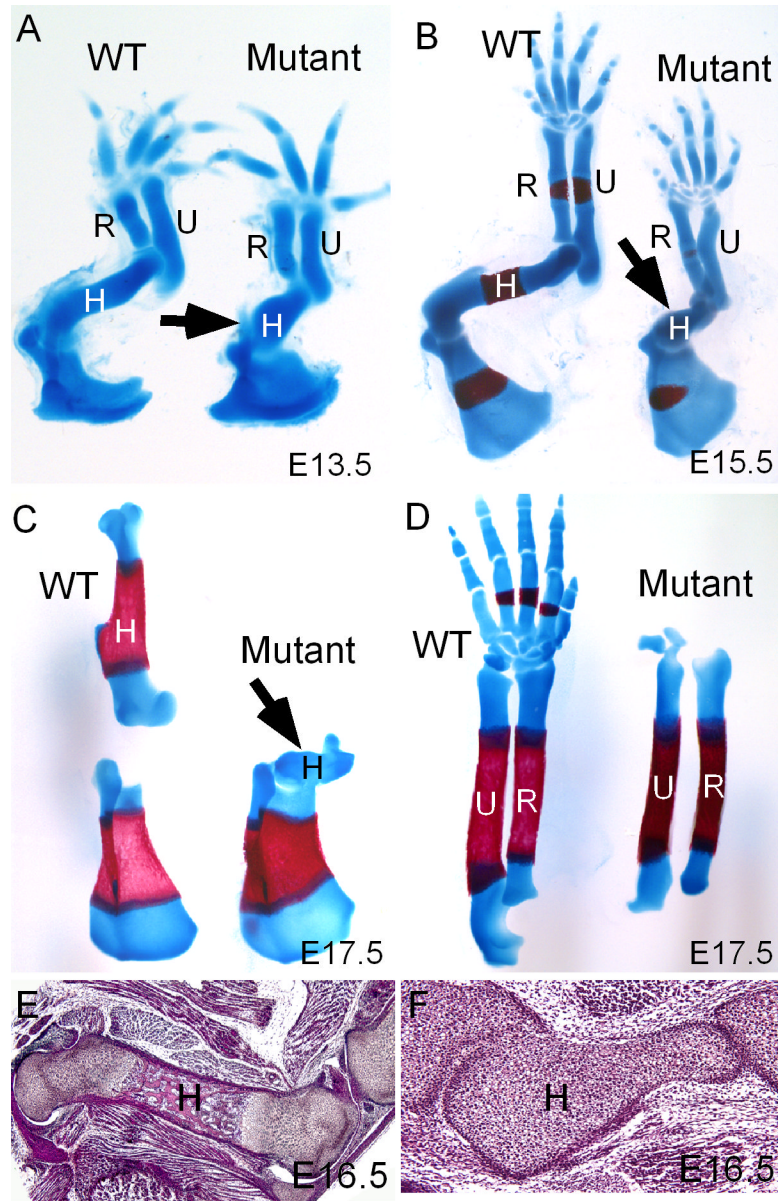 A
WT Mutant
R U
H
H
R U
E13.5
B
WT
Mutant
R U
H
R U
H
E15.5
C
WT
H
Mutant
H
E17.5
D
WT
Mutant
U R
U R
E17.5
E
H
E16.5
F
H
E16.5